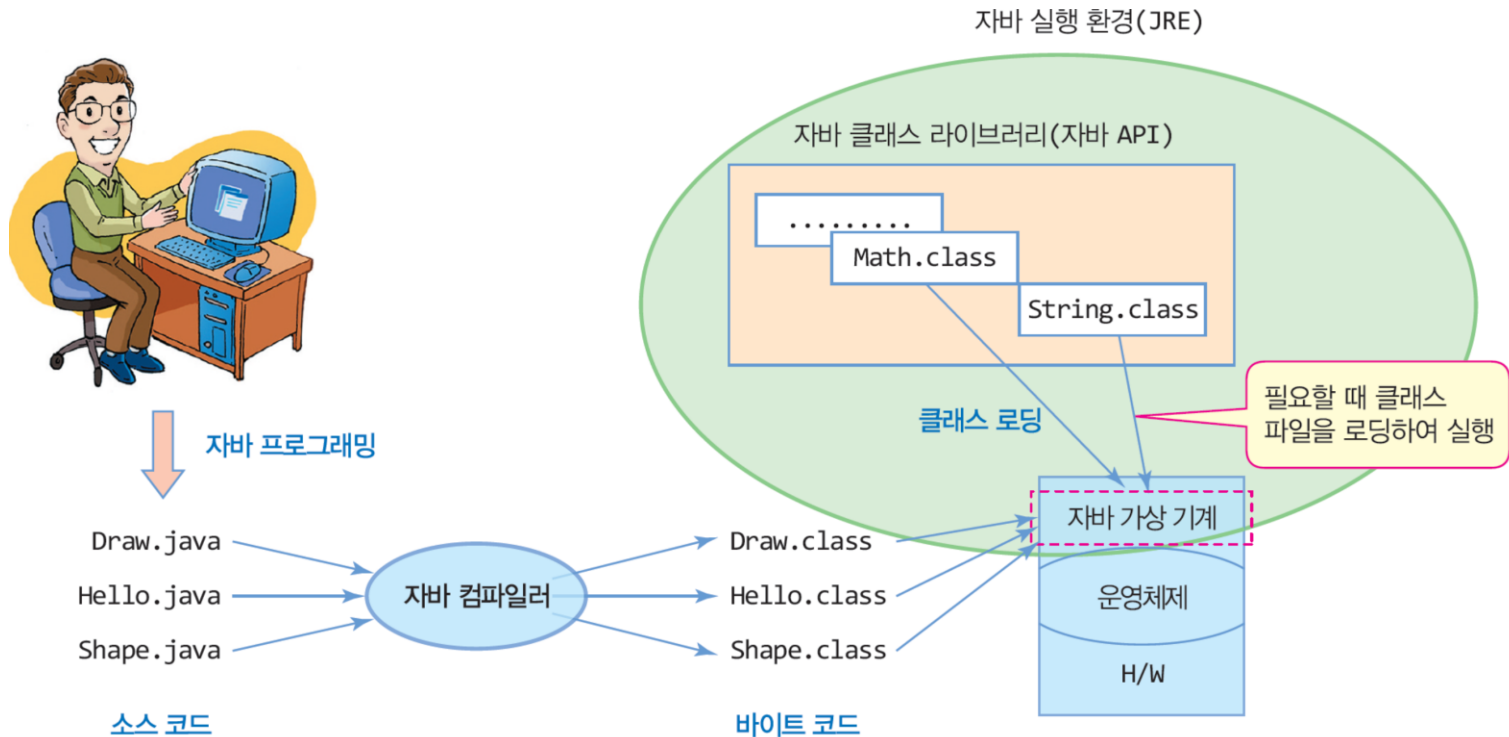 자바 실행 환경(JRE)
자바 클래스 라이브러리(자바 API)
.........
Math.class
String.class
클래스 로딩
필요할 때 클래스
파일을 로딩하여 실행
자바 프로그래밍
자바 가상 기계
Draw.java
Draw.class
Hello.java
자바 컴파일러
Hello.class
운영체제
Shape.java
Shape.class
H/W
소스 코드
바이트 코드